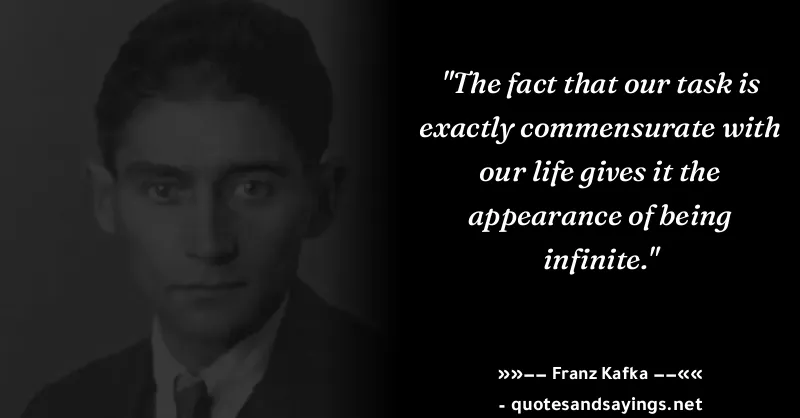 "The fact that our task is
exactly commensurate with
our life gives it the
appearance of being
infinite."
»»–– Franz Kafka ––««
- quotesandsayings.net